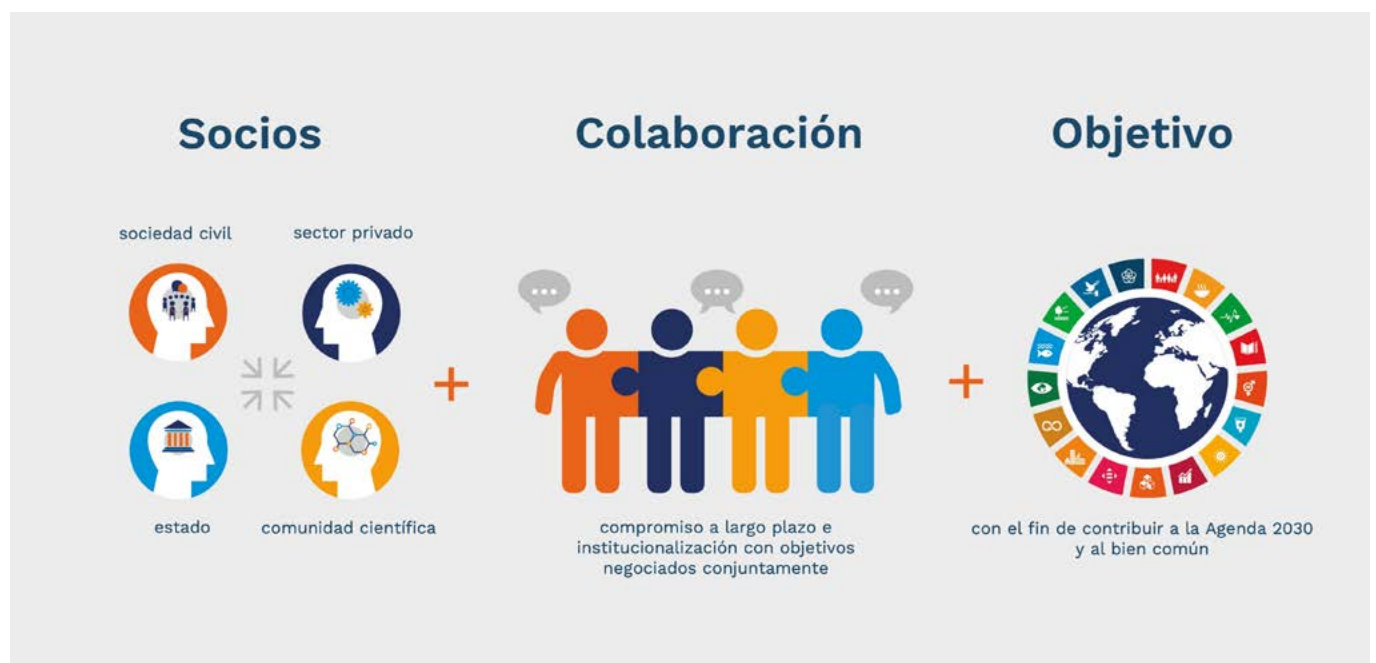 Socios
Colaboración
Objetivo
sociedad civil
sector privado
estado
comunidad científica
compromiso a largo plazo e
institucionalización con objetivos
negociados conjuntamente
con el fin de contribuir a la Agenda 2030
y al bien común